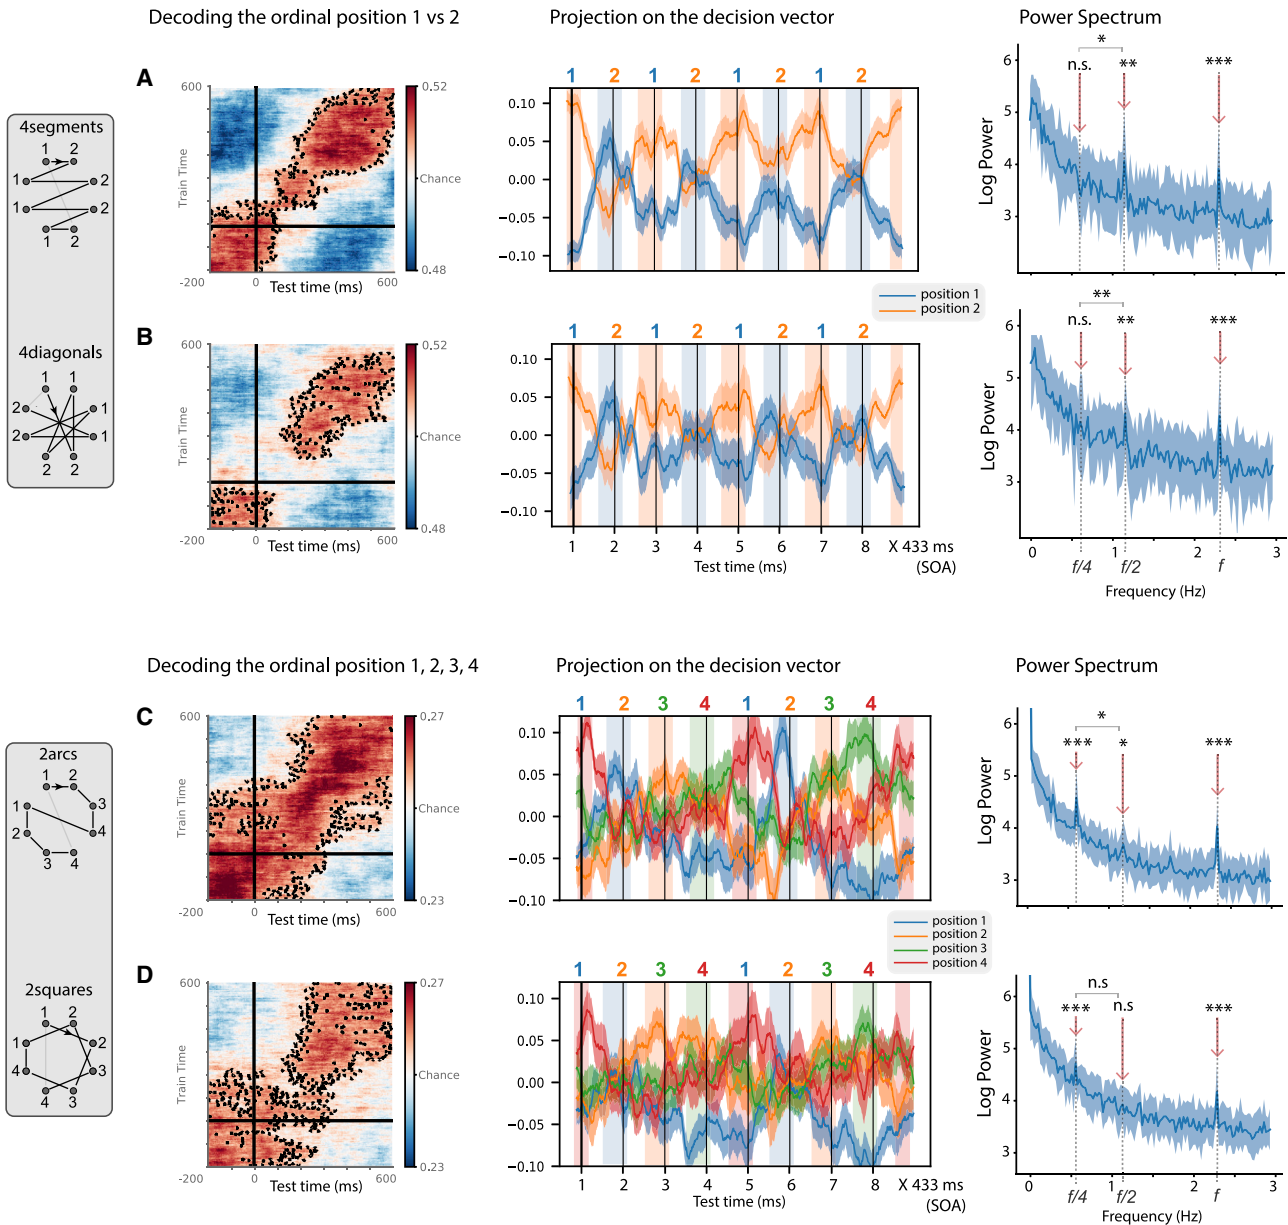 Decoding the ordinal position 1 vs 2
Projection on the decision vector
Power Spectrum
4segments
1 2
1 2
1 2
1 2
4diagonals
1 1
2 1
2 1
2 2
A
600
Train Time
-200 0 600
Test time (ms)
0.52
Chance
0.48
1 2 1 2 1 2 1 2
0.10
0.05
0.00
−0.05
−0.10
position 1
position 2
6
5
4
3
Log Power
n.s. * ** ***
B
600
Train Time
-200 0 600
Test time (ms)
0.52
Chance
0.48
1 2 1 2 1 2 1 2
0.10
0.05
0.00
−0.05
−0.10
1 2 3 4 5 6 7 8 X 433 ms
Test time (ms) (SOA)
6
5
4
3
Log Power
n.s. ** ** ***
0 1 2 3
f/4 f/2 f
Frequency (Hz)
Decoding the ordinal position 1, 2, 3, 4
Projection on the decision vector
Power Spectrum
2arcs
1 2
1 3
2 4
3 4
2squares
1 2
1 2
4 3
4 3
C
600
Train Time
-200 0 600
Test time (ms)
0.27
Chance
0.23
1 2 3 4 1 2 3 4
0.10
0.05
0.00
−0.05
−0.10
position 1
position 2
position 3
position 4
6
5
4
3
Log Power
*** * * ***
D
600
Train Time
-200 0 600
Test time (ms)
0.27
Chance
0.23
1 2 3 4 1 2 3 4
0.10
0.05
0.00
−0.05
−0.10
1 2 3 4 5 6 7 8 X 433 ms
Test time (ms) (SOA)
6
5
4
3
Log Power
*** n.s n.s ***
0 1 2 3
f/4 f/2 f
Frequency (Hz)